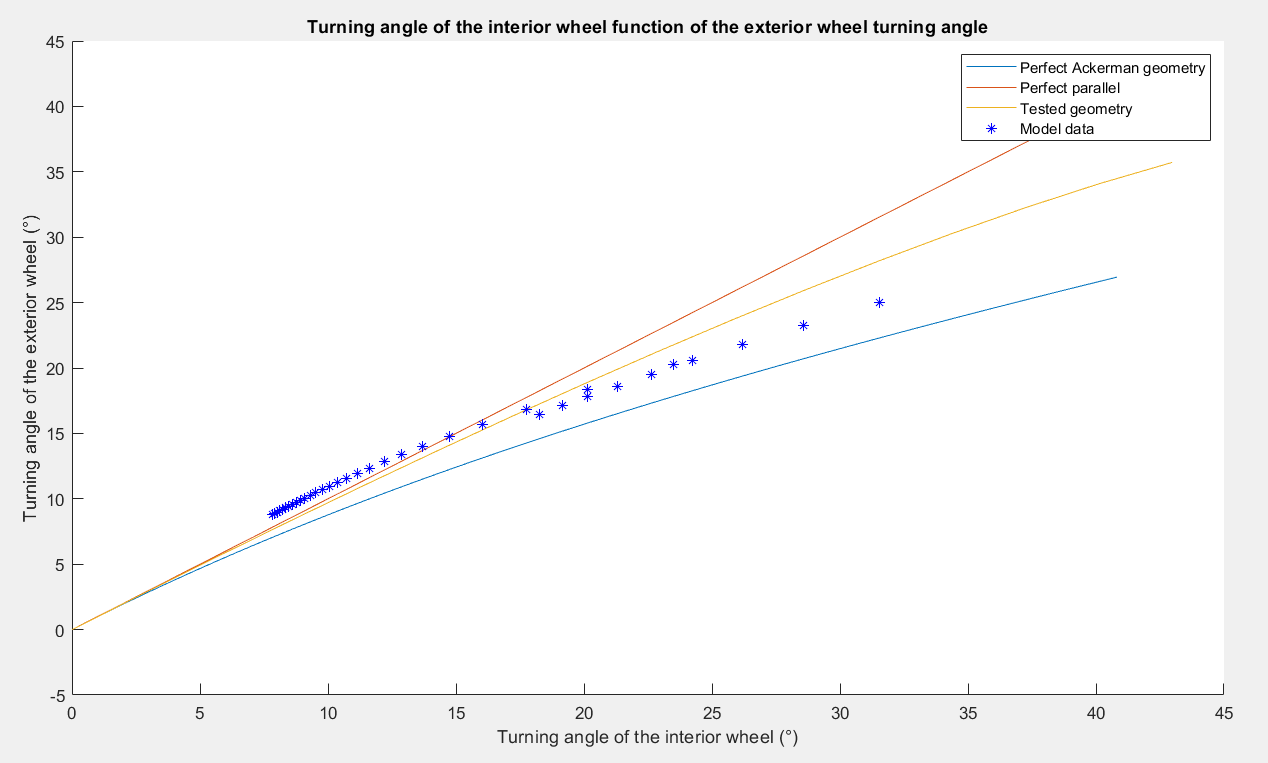 Turning angle of the interior wheel function of the exterior wheel turning angle
Perfect Ackerman geometry
Perfect parallel
Tested geometry
Model data
Turning angle of the exterior wheel (°)
45
40
35
30
25
20
15
10
5
0
-5
0 5 10 15 20 25 30 35 40 45
Turning angle of the interior wheel (°)